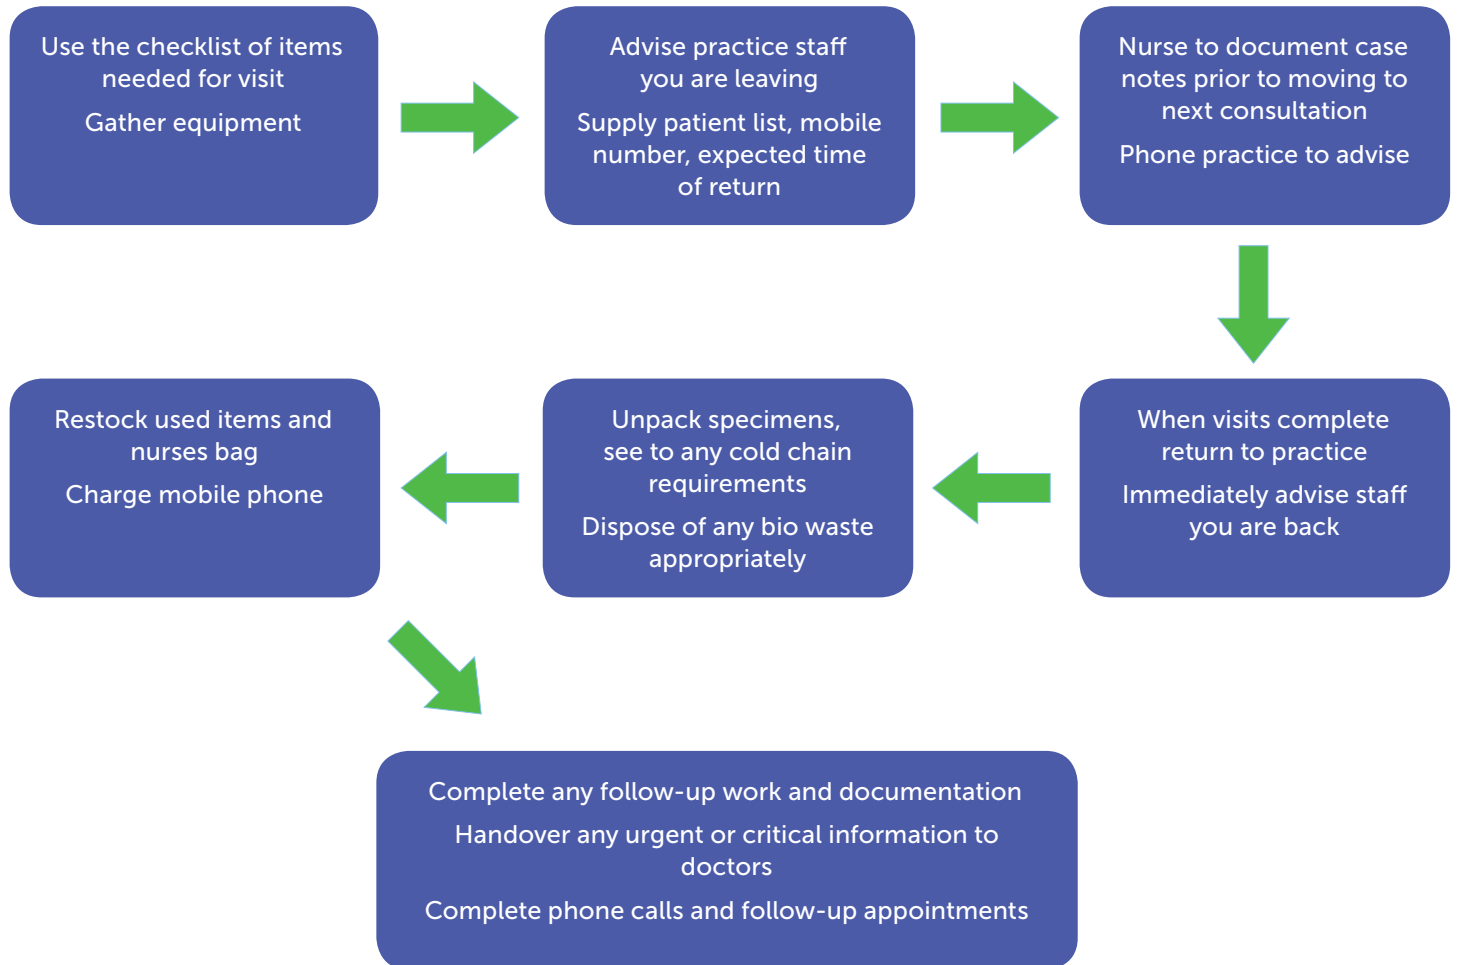 Use the checklist of items
needed for visit
Gather equipment
Advise practice staff
you are leaving
Supply patient list, mobile
number, expected time
of return
Nurse to document case
notes prior to moving to
next consultation
Phone practice to advise
When visits complete
return to practice
Immediately advise staff
you are back
Unpack specimens,
see to any cold chain
requirements
Dispose of any bio waste
appropriately
Restock used items and
nurses bag
Charge mobile phone
Complete any follow-up work and documentation
Handover any urgent or critical information to
doctors
Complete phone calls and follow-up appointments